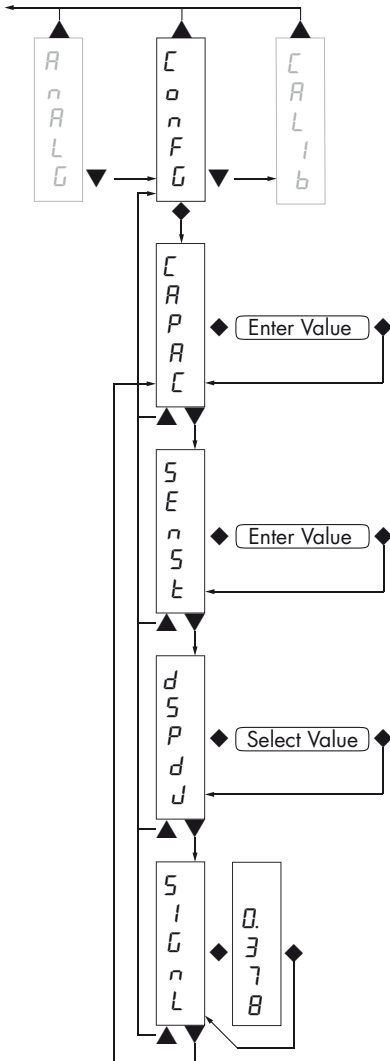 AnALG
ConFG
CALIb
CAPAC
Enter Value
SEnSt
Enter Value
dSPdJ
Select Value
SIGnL
0.378